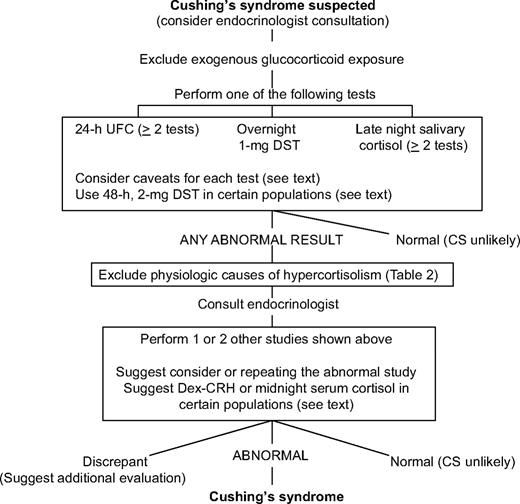 Cushing's syndrome suspected
(consider endocrinologist consultation)
Exclude exogenous glucocorticoid exposure
Perform one of the following tests
24-h UFC (≥ 2 tests)
Overnight
1-mg DST
Late night salivary
cortisol (≥ 2 tests)
Consider caveats for each test (see text)
Use 48-h, 2-mg DST in certain populations (see text)
ANY ABNORMAL RESULT
Normal (CS unlikely)
Exclude physiologic causes of hypercortisolism (Table 2)
Consult endocrinologist
Perform 1 or 2 other studies shown above
Suggest consider or repeating the abnormal study
Suggest Dex-CRH or midnight serum cortisol in
certain populations (see text)
Discrepant
(Suggest additional evaluation)
ABNORMAL
Normal (CS unlikely)
Cushing's syndrome